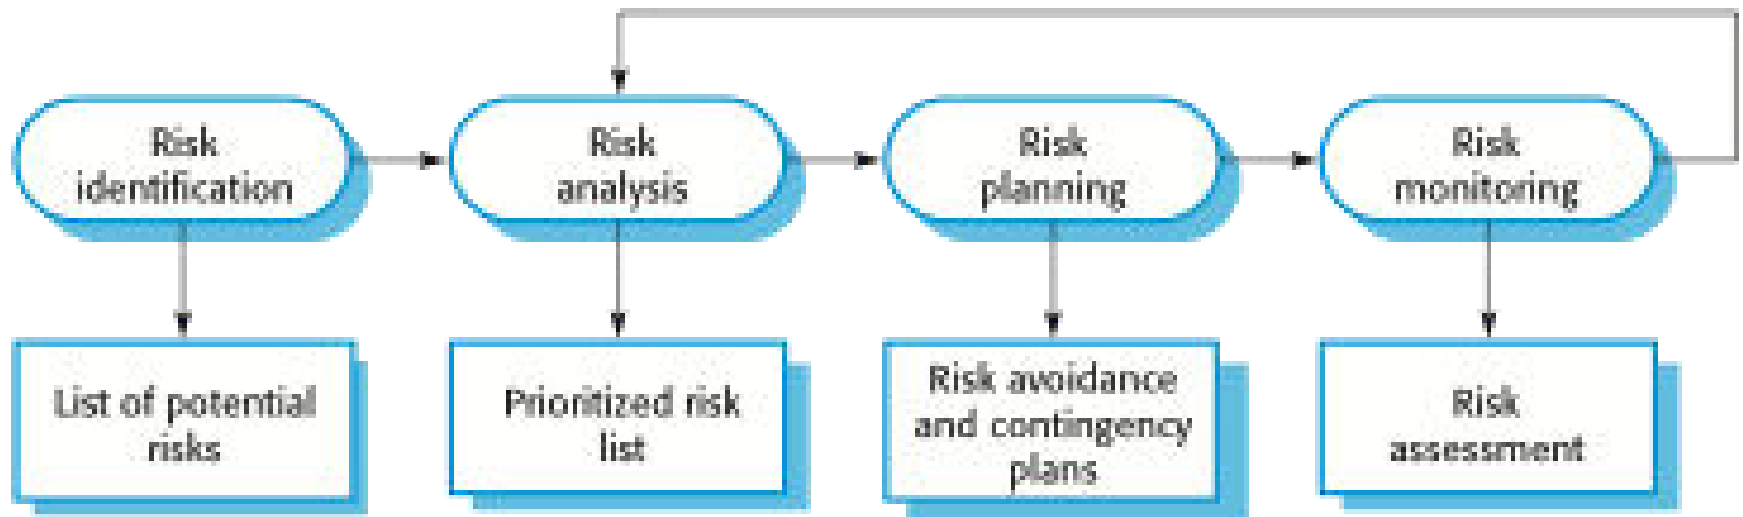 Risk
identification
Risk
analysis
Risk
planning
Risk
monitoring
List of potential
risks
Prioritized risk
list
Risk avoidance
and contingency
plans
Risk
assessment